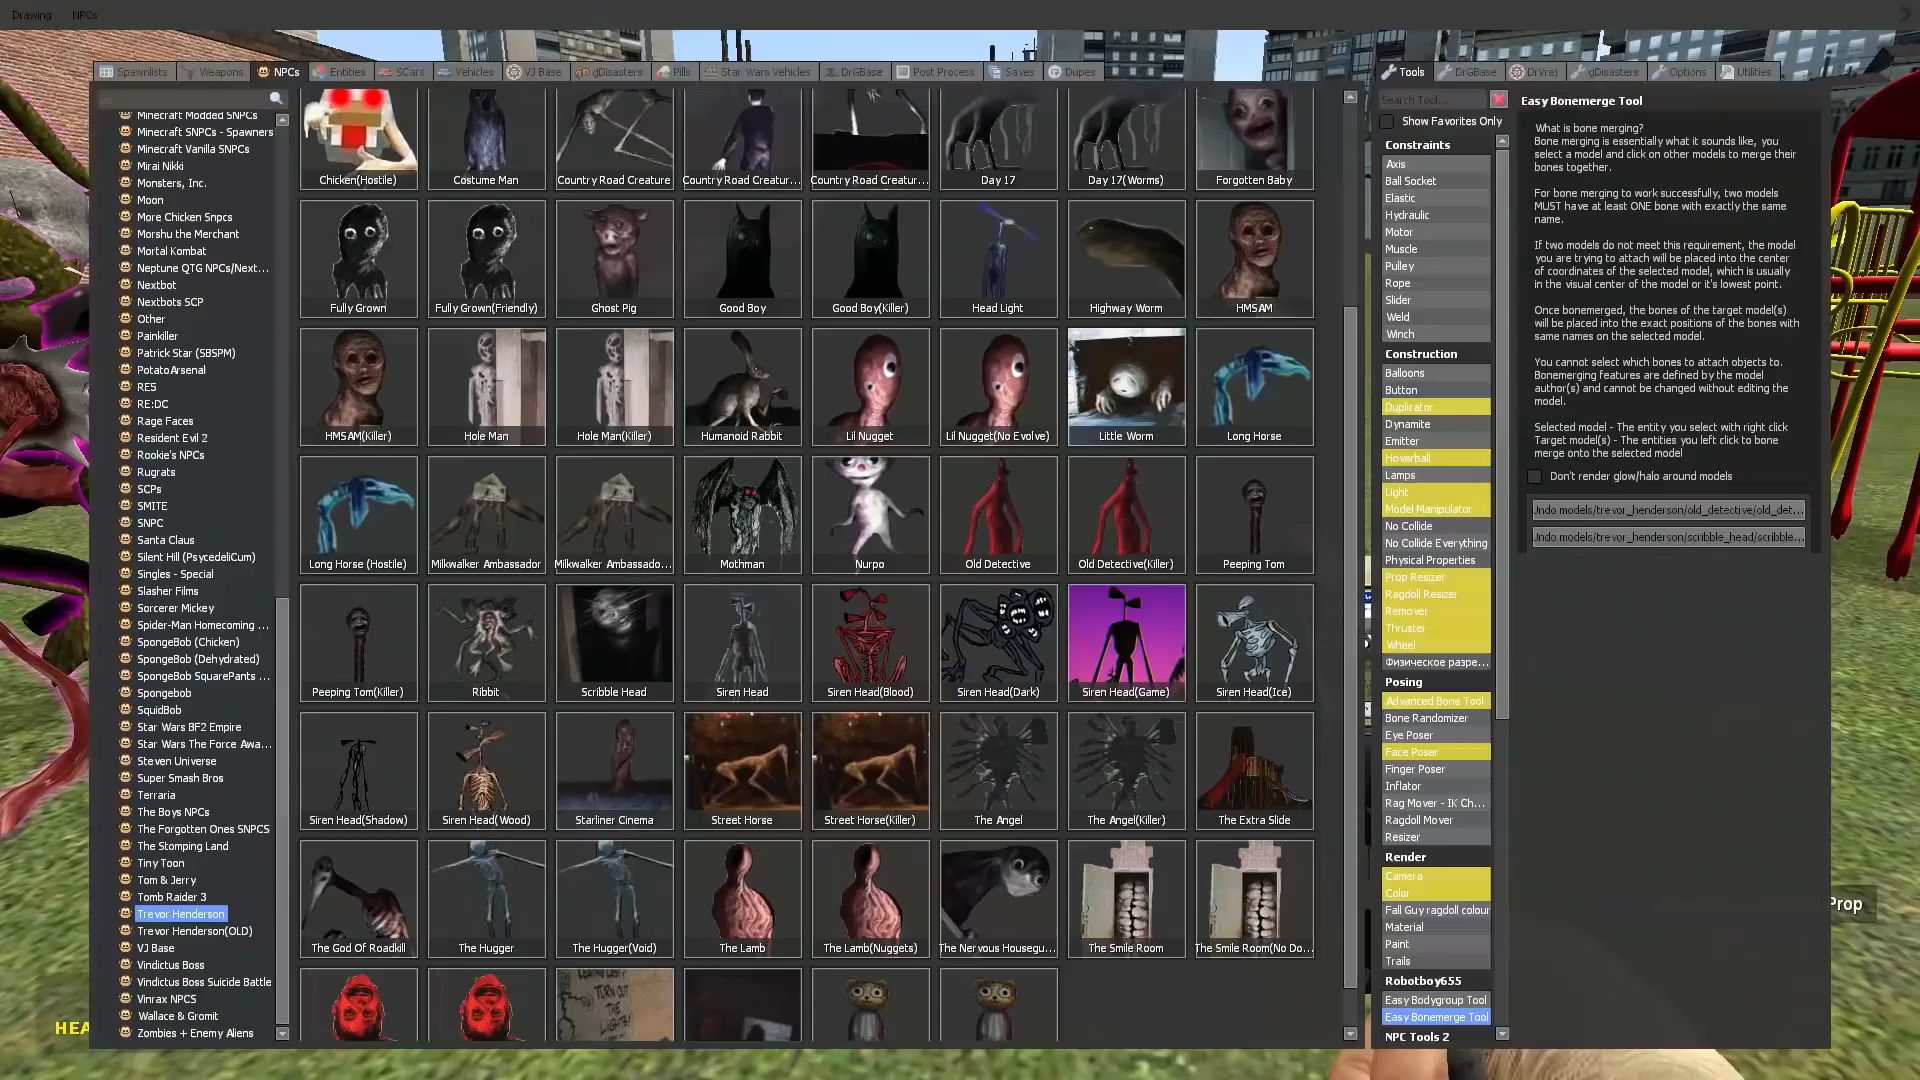 Drawing NPCs
Spawnlists Weapons NPCs Entities SCars Vehicles VJ Base gDisasters Pills Star Wars Vehicles DrGBase Post Process Saves Dupes
Minecraft Modded SNPCs
Minecraft SNPCs - Spawners
Minecraft Vanilla SNPCs
Mirai Nikki
Monsters, Inc.
Moon
More Chicken Snpcs
Morshu the Merchant
Mortal Kombat
Neptune QTG NPCs/Next...
Nextbot
Nextbots SCP
Other
Painkiller
Patrick Star (SBSPM)
PotatoArsenal
RE5
RE:DC
Rage Faces
Resident Evil 2
Rookie's NPCs
Rugrats
SCPs
SMITE
SNPC
Santa Claus
Silent Hill (PsycedeliCum)
Singles - Special
Slasher Films
Sorcerer Mickey
Spider-Man Homecoming ...
SpongeBob (Chicken)
SpongeBob (Dehydrated)
SpongeBob SquarePants ...
Spongebob
SquidBob
Star Wars BF2 Empire
Star Wars The Force Awa...
Steven Universe
Super Smash Bros
Terraria
The Boys NPCs
The Forgotten Ones SNPCS
The Stomping Land
Tiny Toon
Tom & Jerry
Tomb Raider 3
Trevor Henderson
Trevor Henderson(OLD)
VJ Base
Vindictus Boss
Vindictus Boss Suicide Battle
Vinrax NPCS
Wallace & Gromit
Zombies + Enemy Aliens
Chicken(Hostile) Costume Man Country Road Creature Country Road Creatur... Country Road Creatur... Day 17 Day 17(Worms) Forgotten Baby
Fully Grown Fully Grown(Friendly) Ghost Pig Good Boy Good Boy(Killer) Head Light Highway Worm HMSAM
HMSAM(Killer) Hole Man Hole Man(Killer) Humanoid Rabbit Lil Nugget Lil Nugget(No Evolve) Little Worm Long Horse
Long Horse (Hostile) Milkwalker Ambassador Milkwalker Ambassado... Mothman Nurpo Old Detective Old Detective(Killer) Peeping Tom
Peeping Tom(Killer) Ribbit Scribble Head Siren Head Siren Head(Blood) Siren Head(Dark) Siren Head(Game) Siren Head(Ice)
Siren Head(Shadow) Siren Head(Wood) Starliner Cinema Street Horse Street Horse(Killer) The Angel The Angel(Killer) The Extra Slide
The God Of Roadkill The Hugger The Hugger(Void) The Lamb The Lamb(Nuggets) The Nervous Housegu... The Smile Room The Smile Room(No Do...
TURN OUT
THE
LIGHTS!
Tools DrGBase DrVrej gDisasters Options Utilities
Search Tool...
Show Favorites Only
Constraints
Axis
Ball Socket
Elastic
Hydraulic
Motor
Muscle
Pulley
Rope
Slider
Weld
Winch
Construction
Balloons
Button
Duplicator
Dynamite
Emitter
Hoverball
Lamps
Light
Model Manipulator
No Collide
No Collide Everything
Physical Properties
Prop Resizer
Ragdoll Resizer
Remover
Thruster
Wheel
Физическое разре...
Posing
Advanced Bone Tool
Bone Randomizer
Eye Poser
Face Poser
Finger Poser
Inflator
Rag Mover - IK Ch...
Ragdoll Mover
Resizer
Render
Camera
Color
Fall Guy ragdoll colour
Material
Paint
Trails
Robotboy655
Easy Bodygroup Tool
Easy Bonemerge Tool
NPC Tools 2
Easy Bonemerge Tool
What is bone merging?
Bone merging is essentially what it sounds like, you
select a model and click on other models to merge their
bones together.
For bone merging to work successfully, two models
MUST have at least ONE bone with exactly the same
name.
If two models do not meet this requirement, the model
you are trying to attach will be placed into the center
of coordinates of the selected model, which is usually
in the visual center of the model or it's lowest point.
Once bonemerged, the bones of the target model(s)
will be placed into the exact positions of the bones with
same names on the selected model.
You cannot select which bones to attach objects to.
Bonemerging features are defined by the model
author(s) and cannot be changed without editing the
model.
Selected model - The entity you select with right click
Target model(s) - The entities you left click to bone
merge onto the selected model
Don't render glow/halo around models
Undo models/trevor_henderson/old_detective/old_det...
Undo models/trevor_henderson/scribble_head/scribble...
Prop
HEA